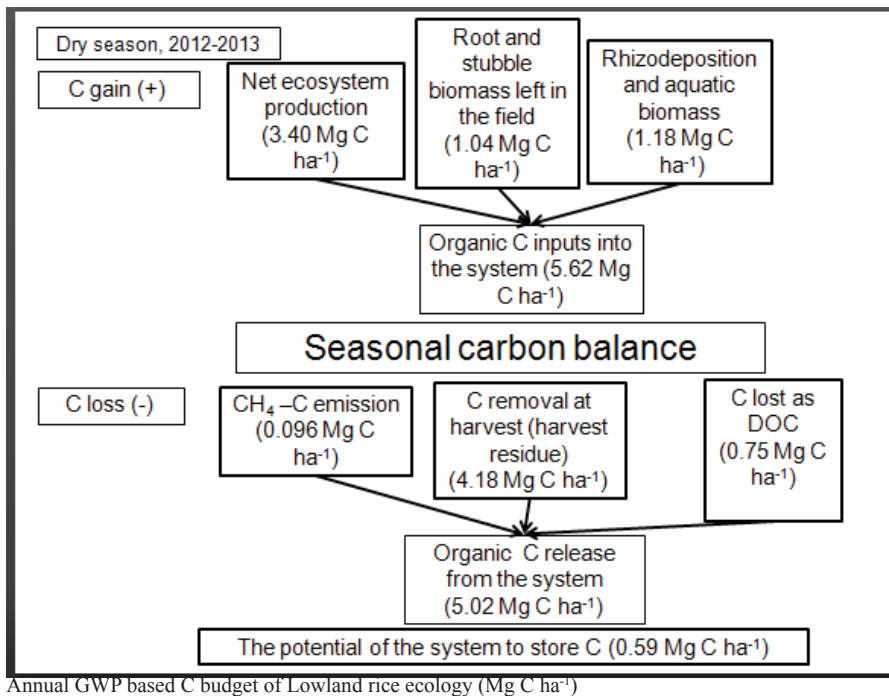 Dry season, 2012-2013
C gain (+)
Net ecosystem
production
(3.40 Mg C
ha⁻¹)
Root and
stubble
biomass left in
the field
(1.04 Mg C
ha⁻¹)
Rhizodeposition
and aquatic
biomass
(1.18 Mg C
ha⁻¹)
Organic C inputs into
the system (5.62 Mg
C ha⁻¹)
Seasonal carbon balance
C loss (-)
CH₄ –C emission
(0.096 Mg C
ha⁻¹)
C removal at
harvest (harvest
residue)
(4.18 Mg C ha⁻¹)
C lost as
DOC
(0.75 Mg C
ha⁻¹)
Organic C release
from the system
(5.02 Mg C ha⁻¹)
The potential of the system to store C (0.59 Mg C ha⁻¹)
Annual GWP based C budget of Lowland rice ecology (Mg C ha⁻¹)